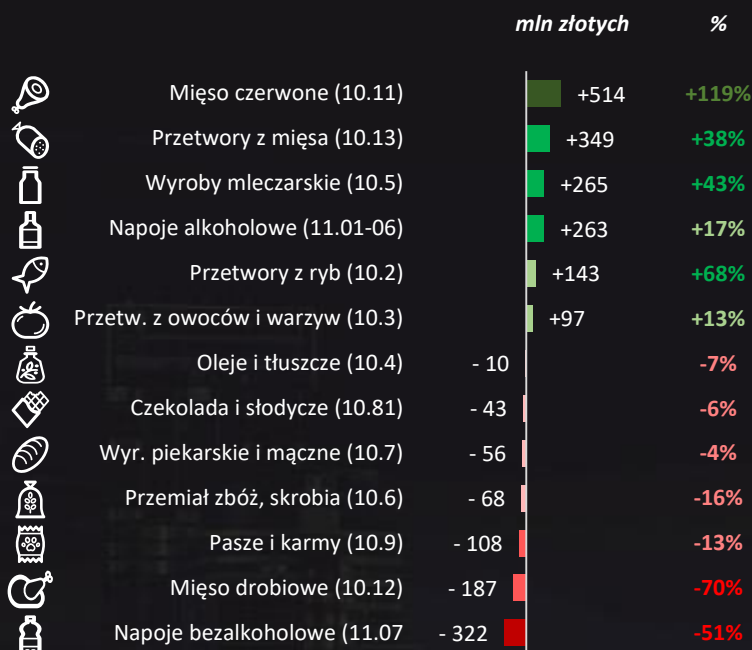 mln złotych %
Mięso czerwone (10.11) +514 +119%
Przetwory z mięsa (10.13) +349 +38%
Wyroby mleczarskie (10.5) +265 +43%
Napoje alkoholowe (11.01-06) +263 +17%
Przetwory z ryb (10.2) +143 +68%
Przetw. z owoców i warzyw (10.3) +97 +13%
Oleje i tłuszcze (10.4) - 10 -7%
Czekolada i słodycze (10.81) - 43 -6%
Wyr. piekarskie i mączne (10.7) - 56 -4%
Przemiał zbóż, skrobia (10.6) - 68 -16%
Pasze i karmy (10.9) - 108 -13%
Mięso drobiowe (10.12) - 187 -70%
Napoje bezalkoholowe (11.07 - 322 -51%